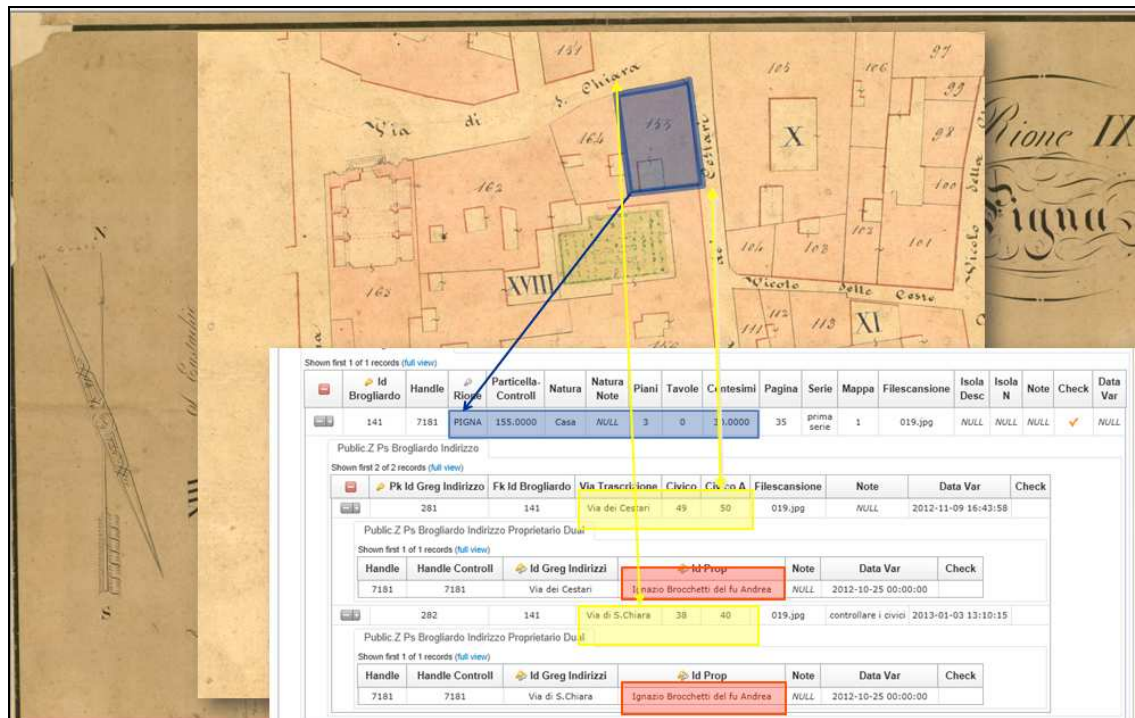 151
97
105
106
99
S. Chiara
di
Via
155
164
X
98
Rione IX
Cestari
162
100
Pigna
N
dei
104
103
102
101
Vicolo della
XVIII
163
Vicolo delle Ceste
112
111
113
XI
S.
XIII
Shown first 1 of 1 records (full view)
Id Brogliardo Handle Rione Particella-Controll Natura Natura Note Piani Tavole Centesimi Pagina Serie Mappa Filescansione Isola Desc Isola N Note Check Data Var
141 7181 PIGNA 155.0000 Casa NULL 3 0 35 prima serie 1 019.jpg NULL NULL NULL NULL
Public.Z Ps Brogliardo Indirizzo
Shown first 2 of 2 records (full view)
Pk Id Greg Indirizzo Fk Id Brogliardo Via Trascrizione Civico Civico A Filescansione Note Data Var Check
281 141 Via dei Cestari 49 50 019.jpg NULL 2012-11-09 16:43:58
Public.Z Ps Brogliardo Indirizzo Proprietario Dual
Shown first 1 of 1 records (full view)
Handle Handle Controll Id Greg Indirizzi Id Prop Note Data Var Check
7181 7181 Via dei Cestari Ignazio Brocchetti del fu Andrea NULL 2012-10-25 00:00:00
282 141 Via di S.Chiara 38 40 019.jpg controllare i civici 2013-01-03 13:10:15
Public.Z Ps Brogliardo Indirizzo Proprietario Dual
Shown first 1 of 1 records (full view)
Handle Handle Controll Id Greg Indirizzi Id Prop Note Data Var Check
7181 7181 Via di S.Chiara Ignazio Brocchetti del fu Andrea NULL 2012-10-25 00:00:00